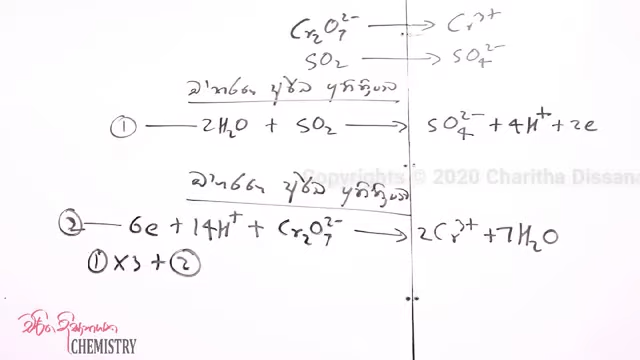 Cr₂O₇²⁻ ⟶ Cr³⁺
SO₂ ⟶ SO₄²⁻
① — 2H₂O + SO₂ ⟶ SO₄²⁻ + 4H⁺ + 2e
Copyrights © 2020 Charitha Dissana
② — 6e + 14H⁺ + Cr₂O₇²⁻ ⟶ 2Cr³⁺ + 7H₂O
① × 3 + ②
CHEMISTRY